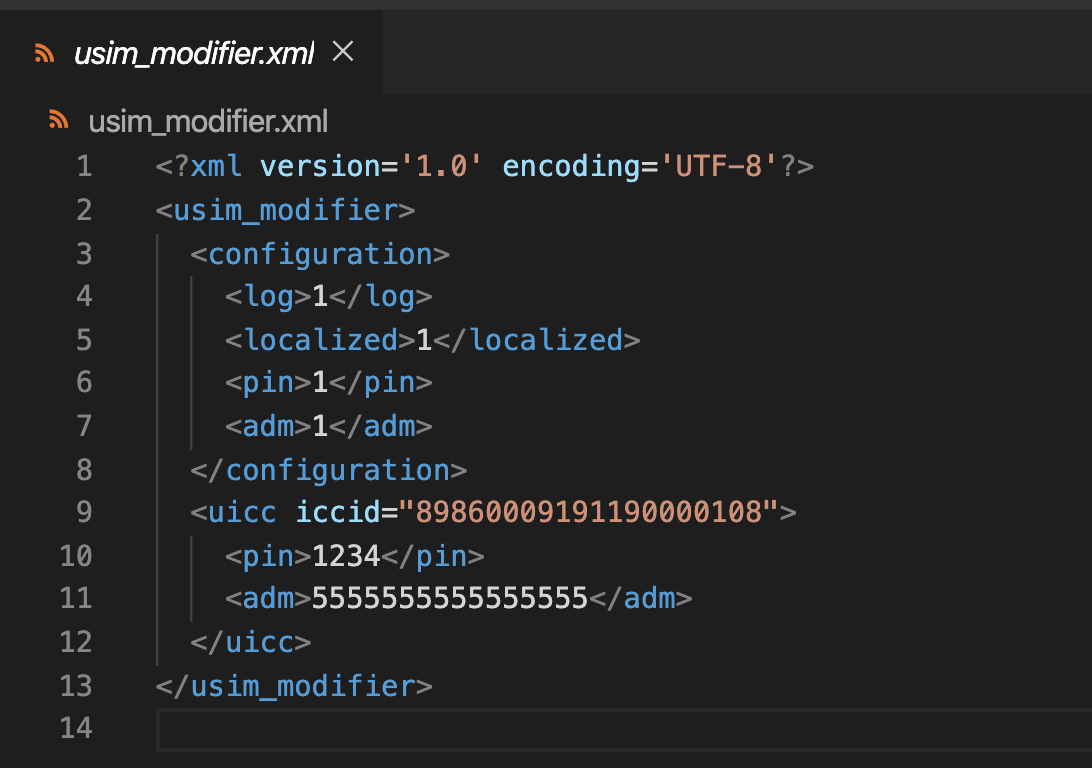 usim_modifier.xml
usim_modifier.xml
1 <?xml version='1.0' encoding='UTF-8'?>
2 <usim_modifier>
3 <configuration>
4 <log>1</log>
5 <localized>1</localized>
6 <pin>1</pin>
7 <adm>1</adm>
8 </configuration>
9 <uicc iccid="89860009191190000108">
10 <pin>1234</pin>
11 <adm>5555555555555555</adm>
12 </uicc>
13 </usim_modifier>
14